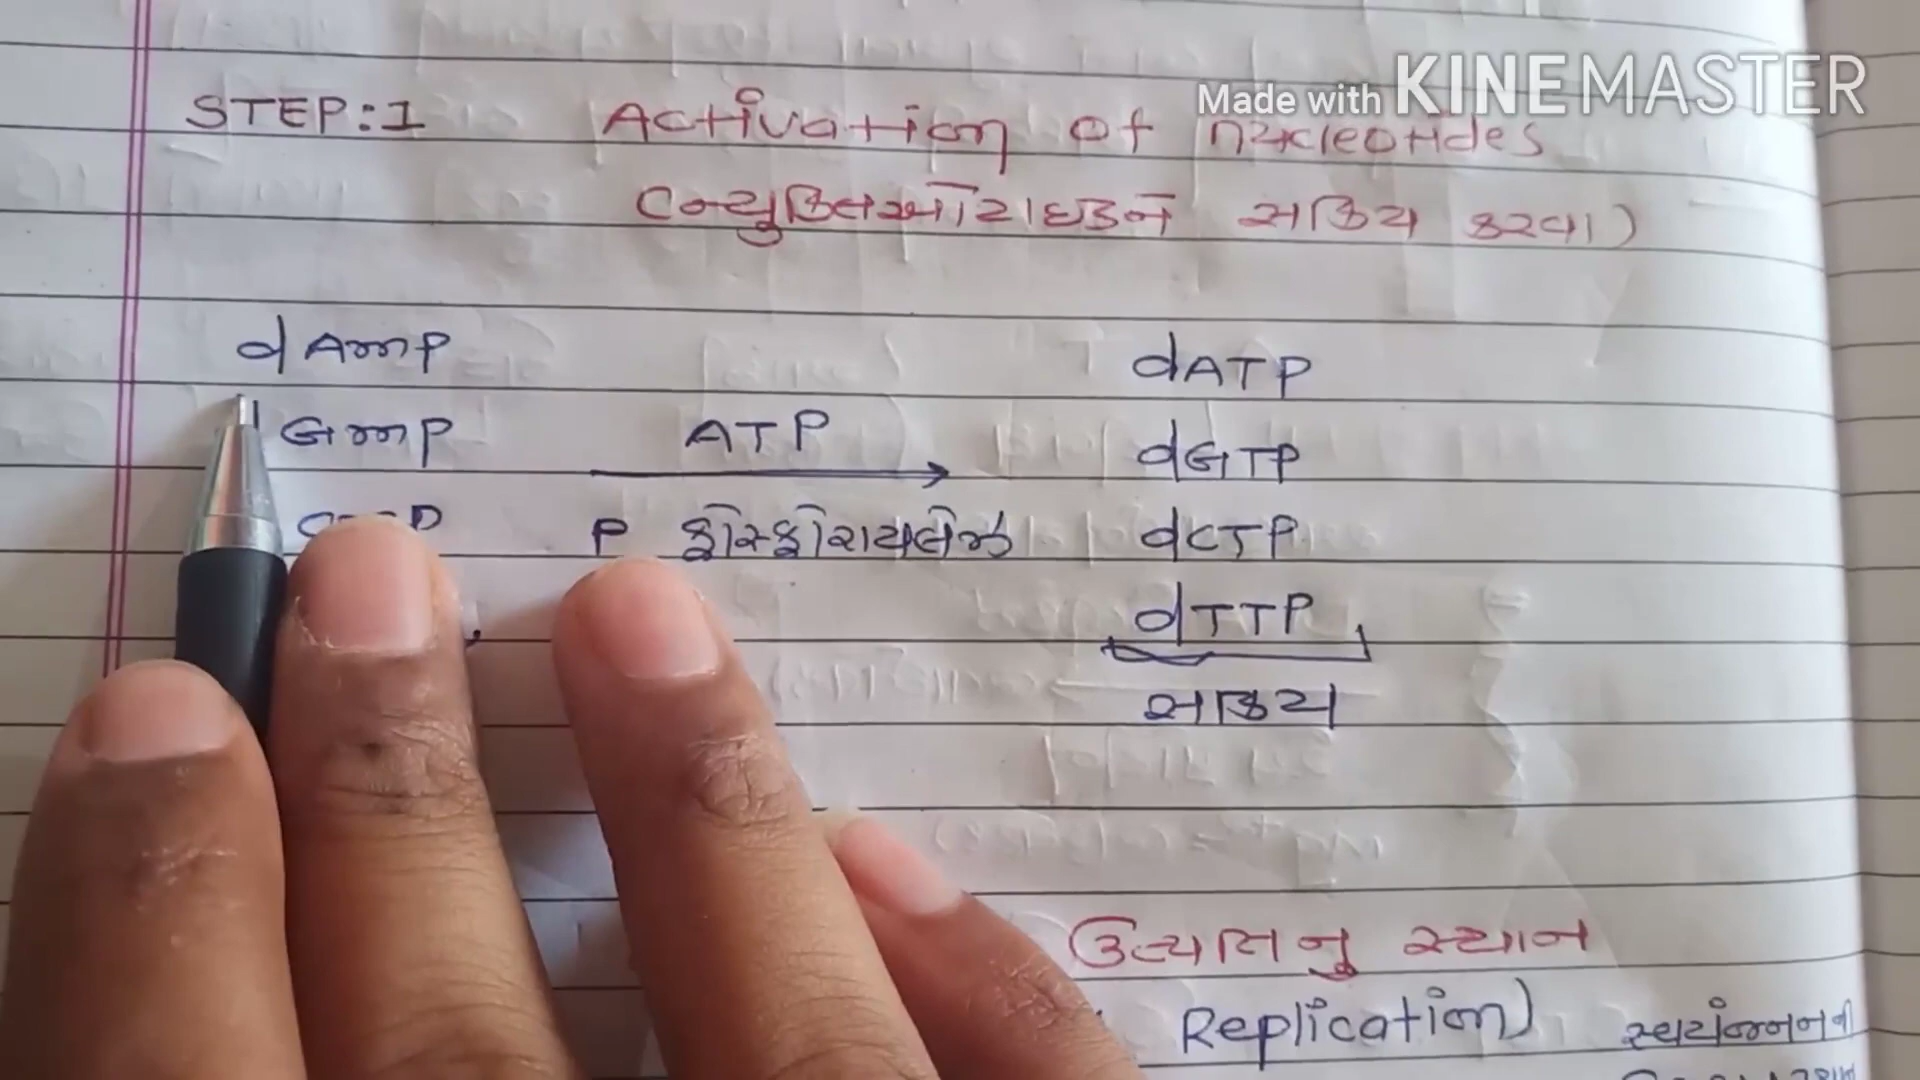 Made with KINEMASTER
STEP:1 Activation of nucleotides
(ન્યુક્લિઓટાઇડને સક્રિય કરવા)
dAmp dATP
GmP ATP dGTP
P ફોસ્ફોરાયલેઝ dCTP
dTTP
સક્રિય
ઉત્પત્તિનુ સ્થાન
Replication)